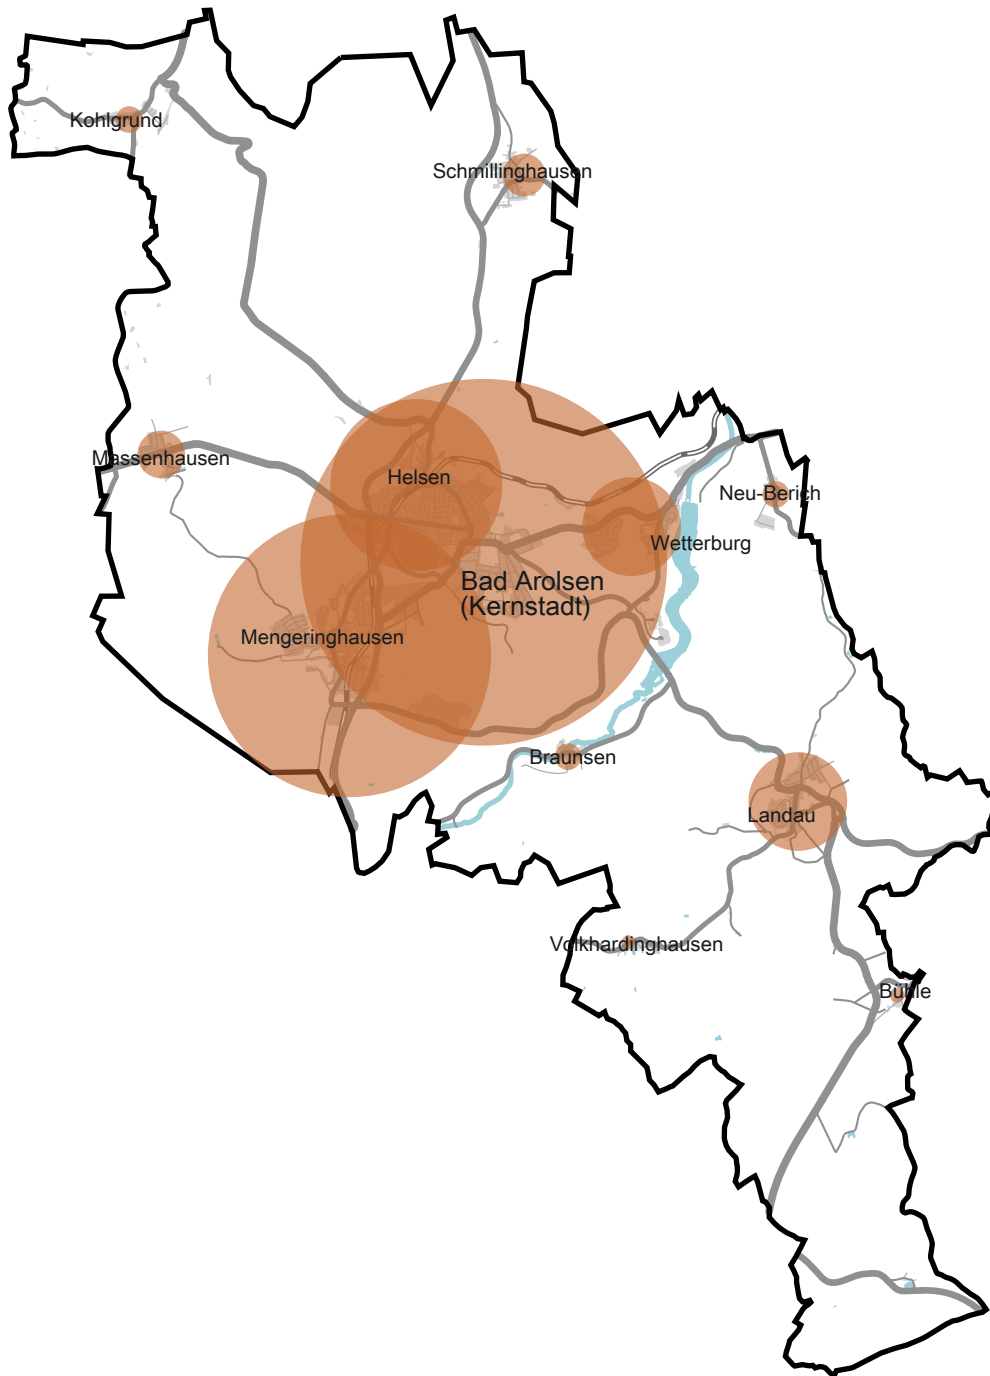 Kohlgrund
Schmillinghausen
Massenhausen
Helsen
Neu-Berich
Wetterburg
Bad Arolsen
(Kernstadt)
Mengeringhausen
Braunsen
Landau
Volkhardinghausen
Bühle